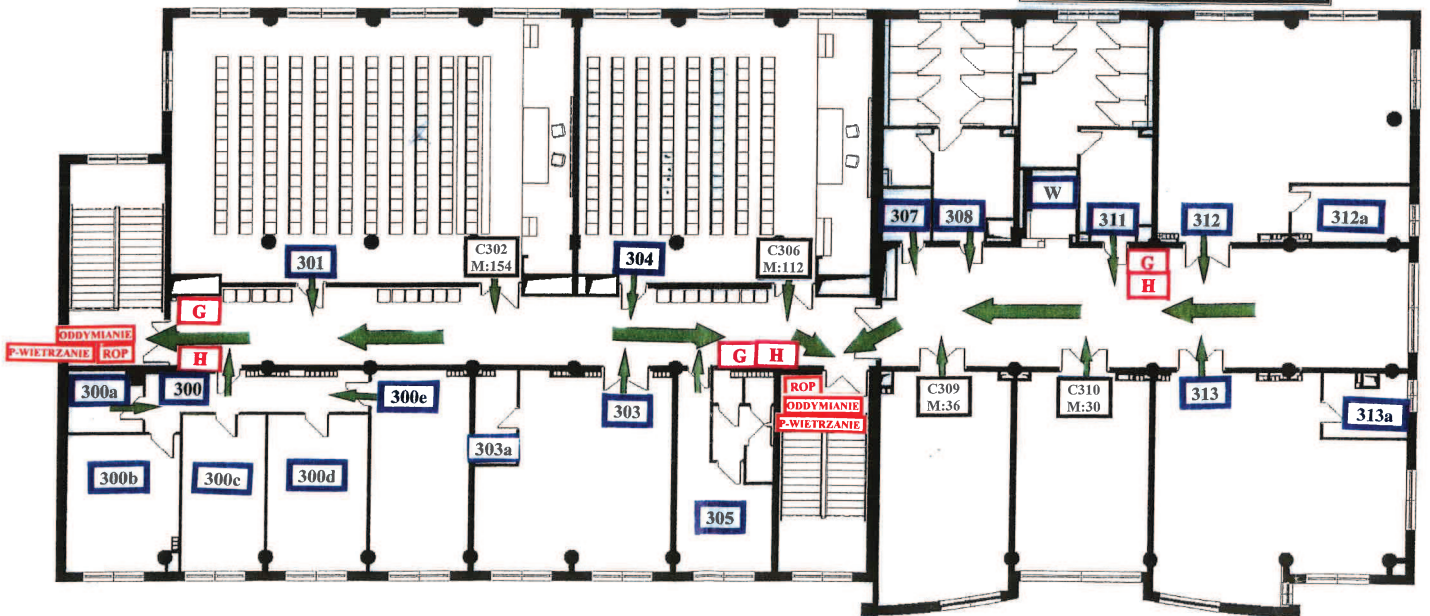 W
307
308
311
312
312a
301
C302
M:154
304
C306
M:112
G
H
G
ODDYMIANIE
P-WIETRZANIE
ROP
H
G
H
300a
300
300e
303
ROP
ODDYMIANIE
P-WIETRZANIE
C309
M:36
C310
M:30
313
313a
303a
300b
300c
300d
305